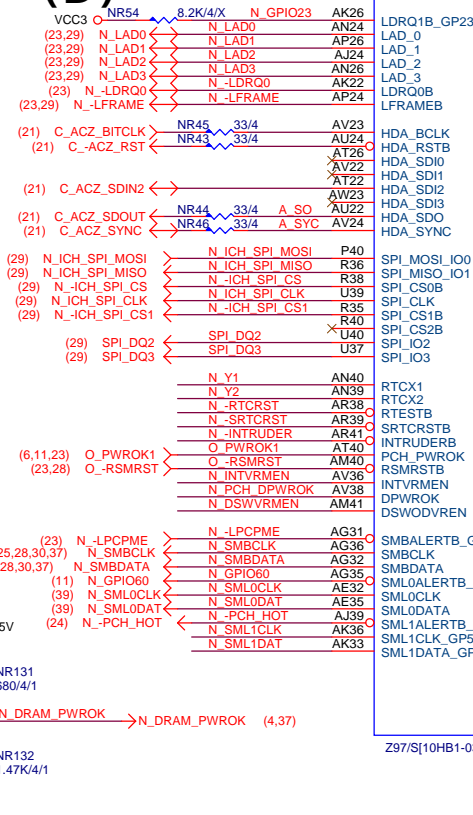 VCC3 NR54 8.2K/4/X N_GPIO23 AK26 LDRQ1B_GP23
(23,29) N_LAD0 N_LAD0 AN24 LAD_0
(23,29) N_LAD1 N_LAD1 AP26 LAD_1
(23,29) N_LAD2 N_LAD2 AJ24 LAD_2
(23,29) N_LAD3 N_LAD3 AN26 LAD_3
(23) N_-LDRQ0 N_-LDRQ0 AK22 LDRQ0B
(23,29) N_-LFRAME N_-LFRAME AP24 LFRAMEB
(21) C_ACZ_BITCLK NR45 33/4 AV23 HDA_BCLK
(21) C_-ACZ_RST NR43 33/4 AU24 HDA_RSTB
AT26 HDA_SDI0
AV22 HDA_SDI1
(21) C_ACZ_SDIN2 AT22 HDA_SDI2
AW23 HDA_SDI3
(21) C_ACZ_SDOUT NR44 33/4 A_SO AU22 HDA_SDO
(21) C_ACZ_SYNC NR46 33/4 A_SYC AV24 HDA_SYNC
(29) N_ICH_SPI_MOSI N_ICH_SPI_MOSI P40 SPI_MOSI_IO0
(29) N_ICH_SPI_MISO N_ICH_SPI_MISO R36 SPI_MISO_IO1
(29) N_-ICH_SPI_CS N_-ICH_SPI_CS R38 SPI_CS0B
(29) N_ICH_SPI_CLK N_ICH_SPI_CLK U39 SPI_CLK
(29) N_-ICH_SPI_CS1 N_-ICH_SPI_CS1 R35 SPI_CS1B
R40 SPI_CS2B
(29) SPI_DQ2 SPI_DQ2 U40 SPI_IO2
(29) SPI_DQ3 SPI_DQ3 U37 SPI_IO3
N_Y1 AN40 RTCX1
N_Y2 AN39 RTCX2
N_-RTCRST AR38 RTESTB
N_-SRTCRST AR39 SRTCRSTB
N_-INTRUDER AR41 INTRUDERB
(6,11,23) O_PWROK1 O_PWROK1 AT40 PCH_PWROK
(23,28) O_-RSMRST O_-RSMRST AM40 RSMRSTB
N_INTVRMEN AV36 INTVRMEN
N_PCH_DPWROK AV38 DPWROK
N_DSWVRMEN AM41 DSWODVREN
(23) N_-LPCPME N_-LPCPME AG31 SMBALERTB_G
25,28,30,37) N_SMBCLK N_SMBCLK AG36 SMBCLK
28,30,37) N_SMBDATA N_SMBDATA AG32 SMBDATA
(11) N_GPIO60 N_GPIO60 AG35 SML0ALERTB_
(39) N_SML0CLK N_SML0CLK AE32 SML0CLK
(39) N_SML0DAT N_SML0DAT AE35 SML0DATA
(24) N_-PCH_HOT N_-PCH_HOT AJ39 SML1ALERTB_
5V N_SML1CLK AK36 SML1CLK_GP5
N_SML1DAT AK33 SML1DATA_GP
NR131
680/4/1
N_DRAM_PWROK N_DRAM_PWROK (4,37)
NR132
1.47K/4/1
Z97/S[10HB1-03